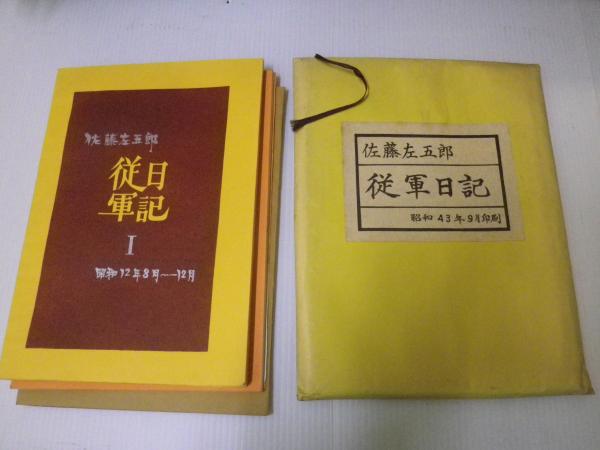 佐藤左五郎
従軍日記
I
昭和12年8月〜12月
佐藤左五郎
従軍日記
昭和43年9月印刷